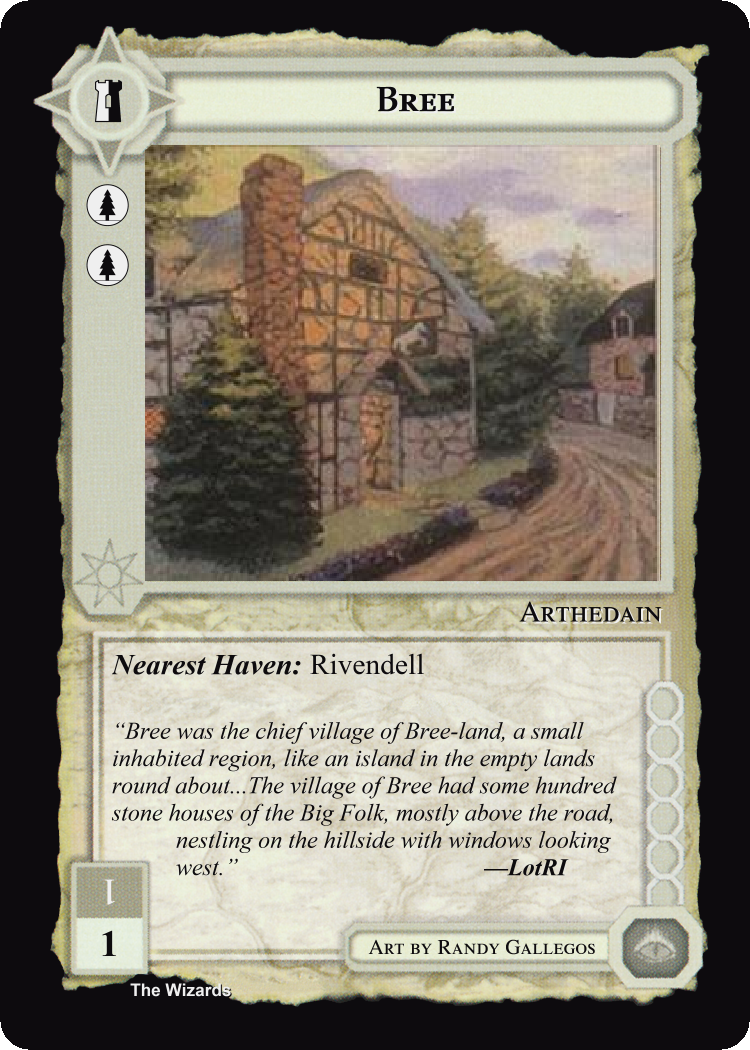 Bree
Arthedain
Nearest Haven: Rivendell
“Bree was the chief village of Bree-land, a small
inhabited region, like an island in the empty lands
round about...The village of Bree had some hundred
stone houses of the Big Folk, mostly above the road,
nestling on the hillside with windows looking
west.” —LotRI
1
1
Art by Randy Gallegos
The Wizards